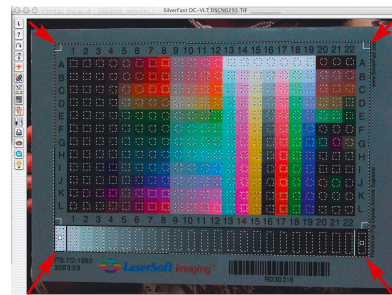 SilverFast DC-VLT DSCN0293.TIF
1 2 3 4 5 6 7 8 9 10 11 12 13 14 15 16 17 18 19 20 21 22
A A
B B
C C
D D
E E
F F
G G
H H
I I
J J
K K
L L
1 2 3 4 5 6 7 8 9 10 11 12 13 14 15 16 17 18 19 20 21 22
IT8.7/2-1993
2003:03
LaserSoft Imaging
R030315